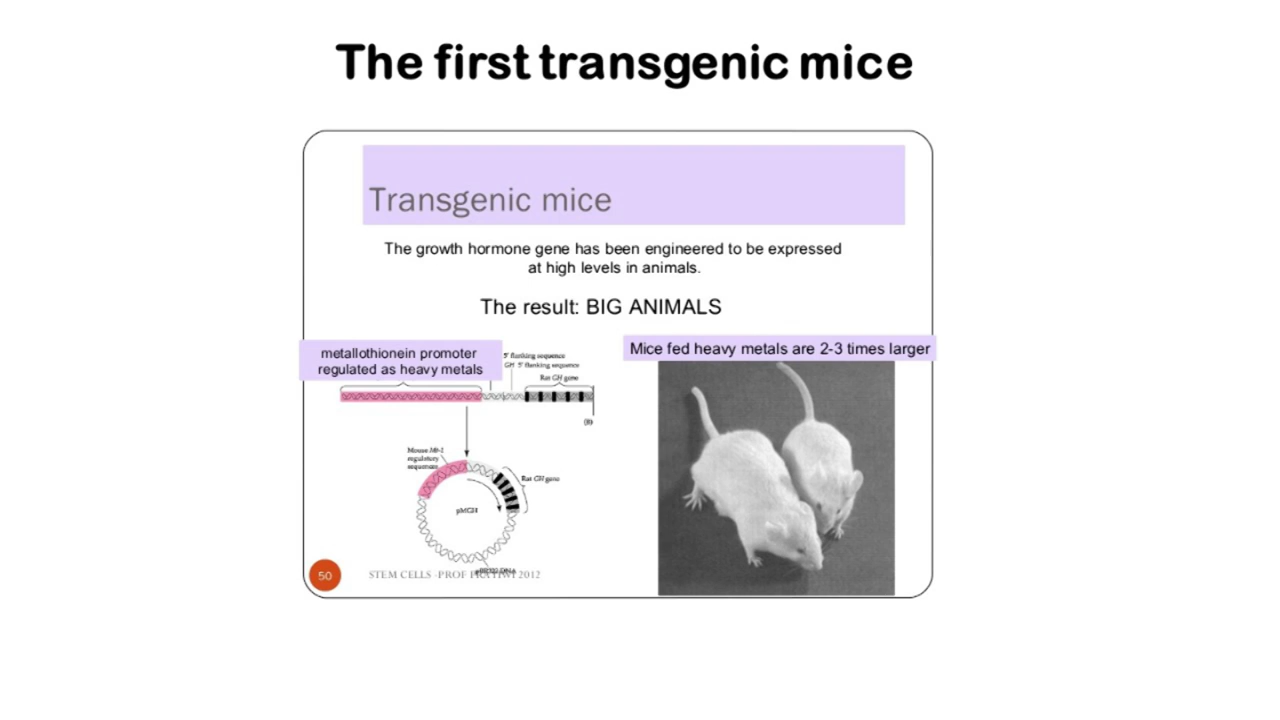 The first transgenic mice
Transgenic mice
The growth hormone gene has been engineered to be expressed
at high levels in animals.
The result: BIG ANIMALS
metallothionein promoter
regulated as heavy metals
5' flanking sequence
GH 5' flanking sequence
Rat GH gene
(B)
Mice fed heavy metals are 2-3 times larger
Mouse
regulatory
sequences
Rat GH gene
50
STEM CELLS -PROF 2012